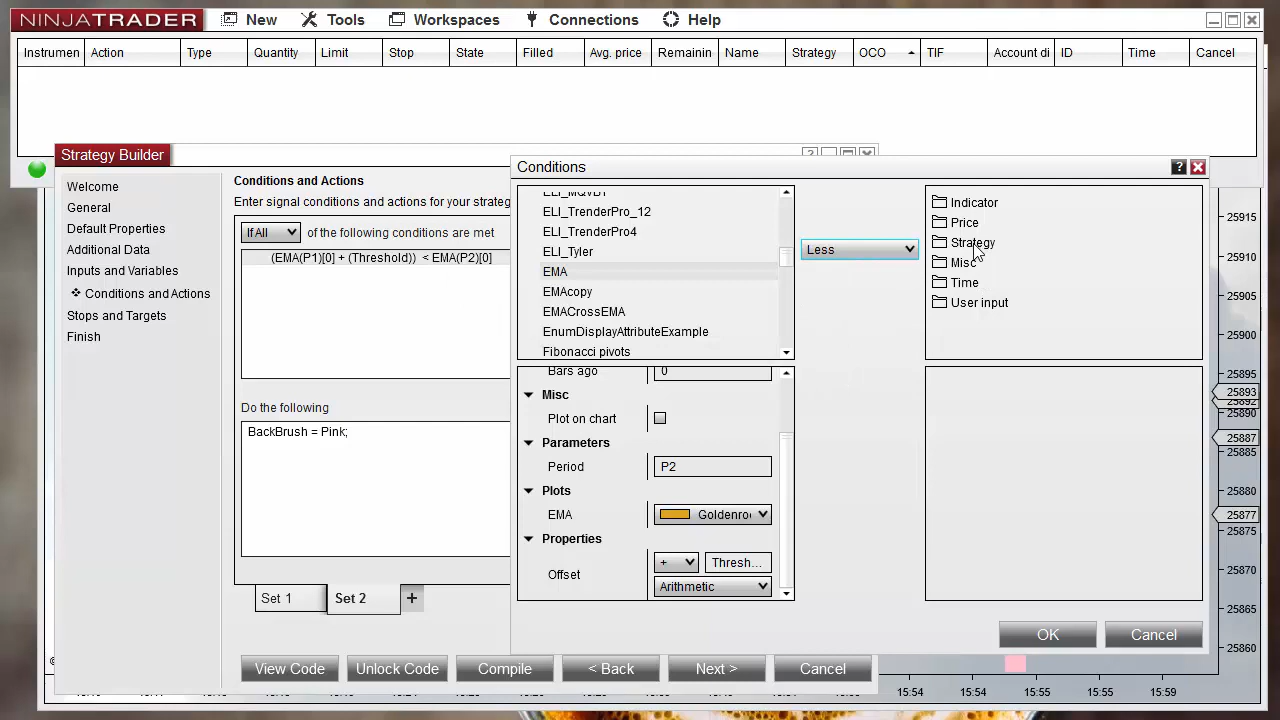 NINJATRADER New Tools Workspaces Connections Help
Instrumen Action Type Quantity Limit Stop State Filled Avg. price Remainin Name Strategy OCO TIF Account di ID Time Cancel
Strategy Builder
Welcome
General
Default Properties
Additional Data
Inputs and Variables
Conditions and Actions
Stops and Targets
Finish
Conditions and Actions
Enter signal conditions and actions for your strateg
If All of the following conditions are met
(EMA(P1)[0] + (Threshold)) < EMA(P2)[0]
Do the following
BackBrush = Pink;
Set 1 Set 2 +
View Code Unlock Code Compile < Back Next > Cancel
Conditions ?
ELI_TrenderPro_12
ELI_TrenderPro4
ELI_Tyler
EMA
EMAcopy
EMACrossEMA
EnumDisplayAttributeExample
Fibonacci pivots
Less
Indicator
Price
Strategy
Misc
Time
User input
Bars ago 0
Misc
Plot on chart
Parameters
Period P2
Plots
EMA Goldenro
Properties
Offset + Thresh...
Arithmetic
OK Cancel
25915
25910
25905
25900
25895
25893
25892
25890
25887
25885
25880
25877
25875
25870
25865
25860
15:54 15:54 15:55 15:55 15:59